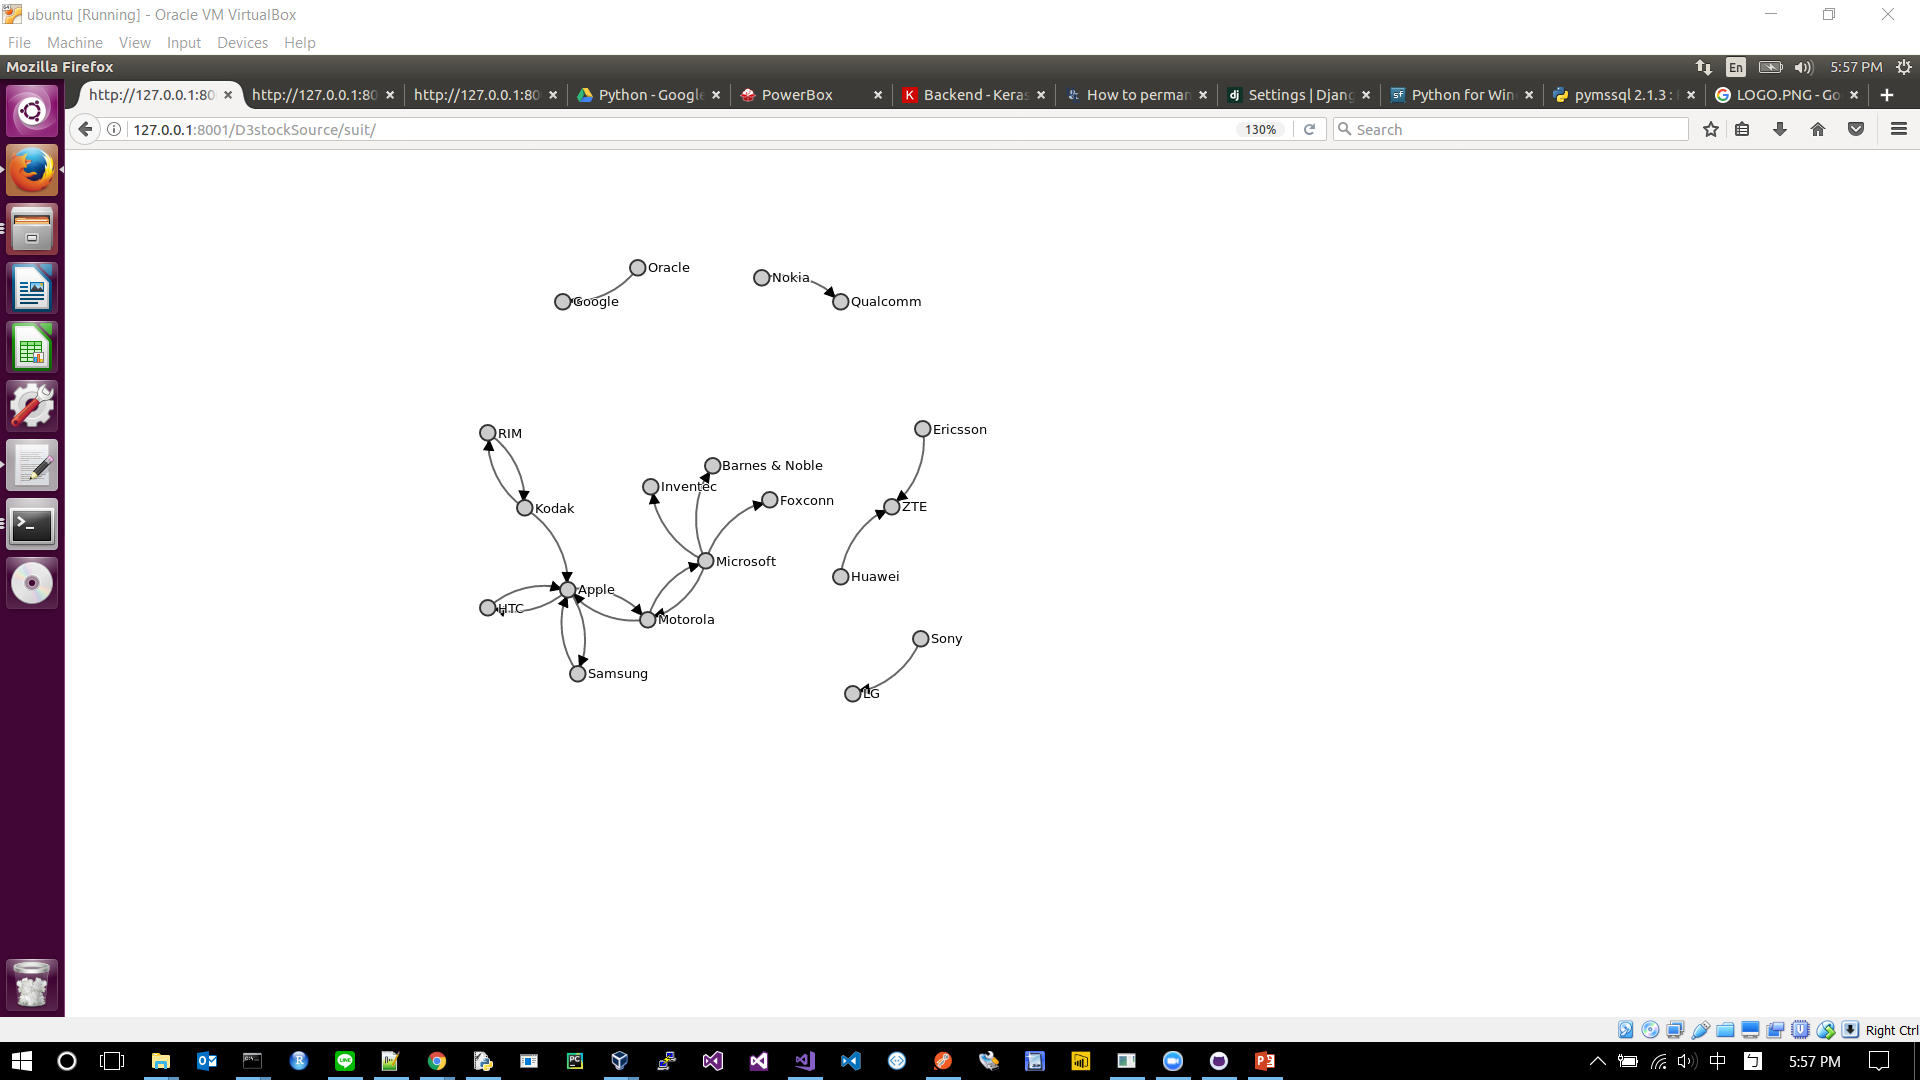 ubuntu [Running] - Oracle VM VirtualBox
File Machine View Input Devices Help
Mozilla Firefox En 5:57 PM
http://127.0.0.1:80 http://127.0.0.1:80 http://127.0.0.1:80 Python - Google PowerBox Backend - Keras How to perman Settings | Djang Python for Win pymssql 2.1.3 : LOGO.PNG - Go
127.0.0.1:8001/D3stockSource/suit/ 130% Search
Oracle
Nokia
Google
Qualcomm
RIM
Ericsson
Barnes & Noble
Inventec
Foxconn
Kodak
ZTE
Microsoft
Huawei
Apple
HTC
Motorola
Sony
Samsung
LG
Right Ctrl
中 5:57 PM